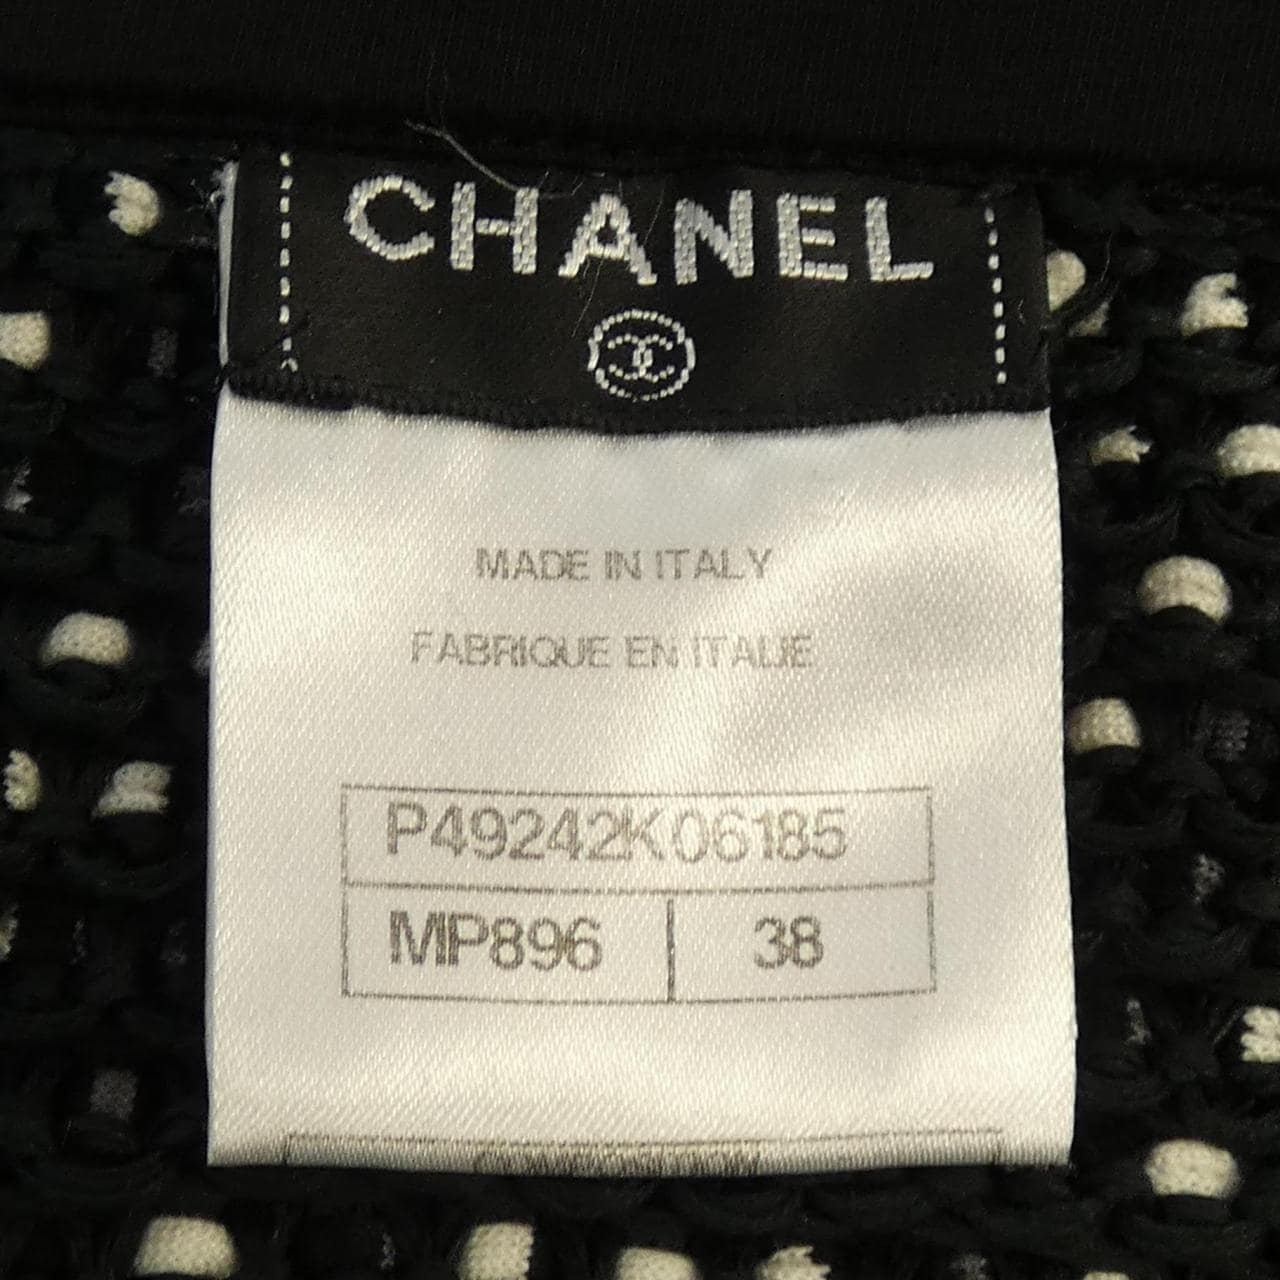 CHANEL
MADE IN ITALY
FABRIQUE EN ITALIE
P49242K06185
MP896 38